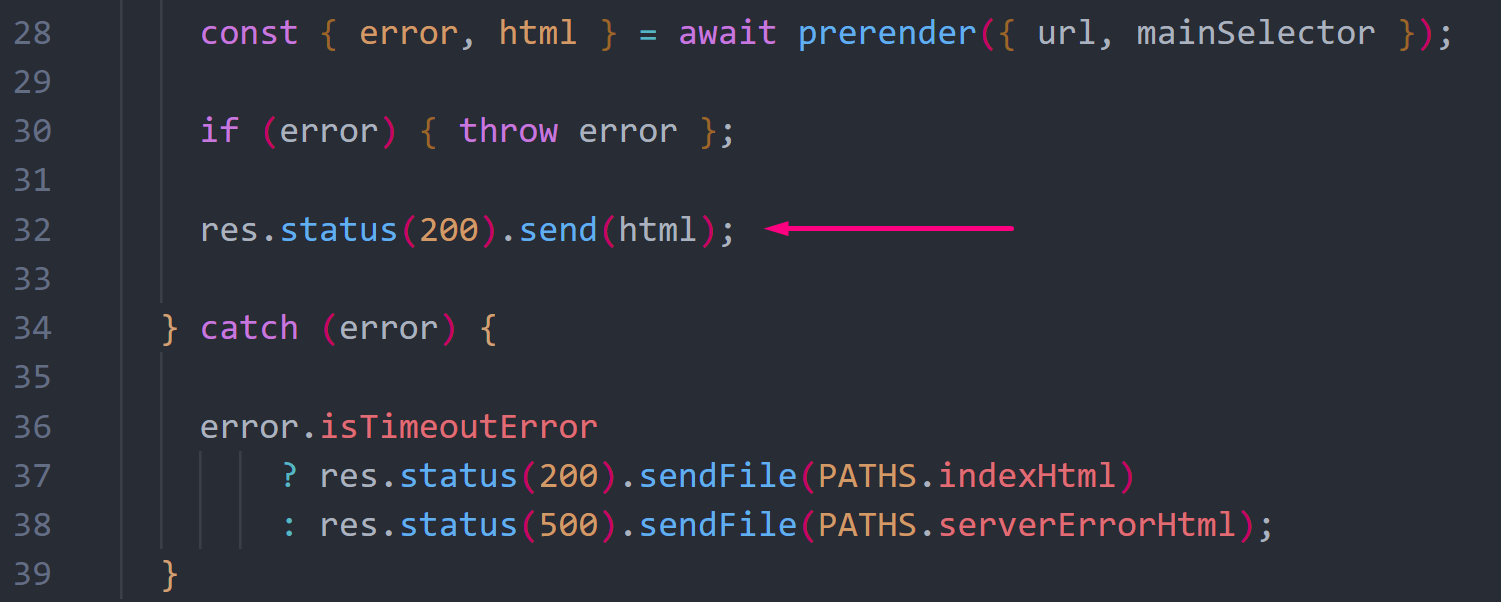 28 const { error, html } = await prerender({ url, mainSelector });
29
30 if (error) { throw error };
31
32 res.status(200).send(html);
33
34 } catch (error) {
35
36 error.isTimeoutError
37 ? res.status(200).sendFile(PATHS.indexHtml)
38 : res.status(500).sendFile(PATHS.serverErrorHtml);
39 }